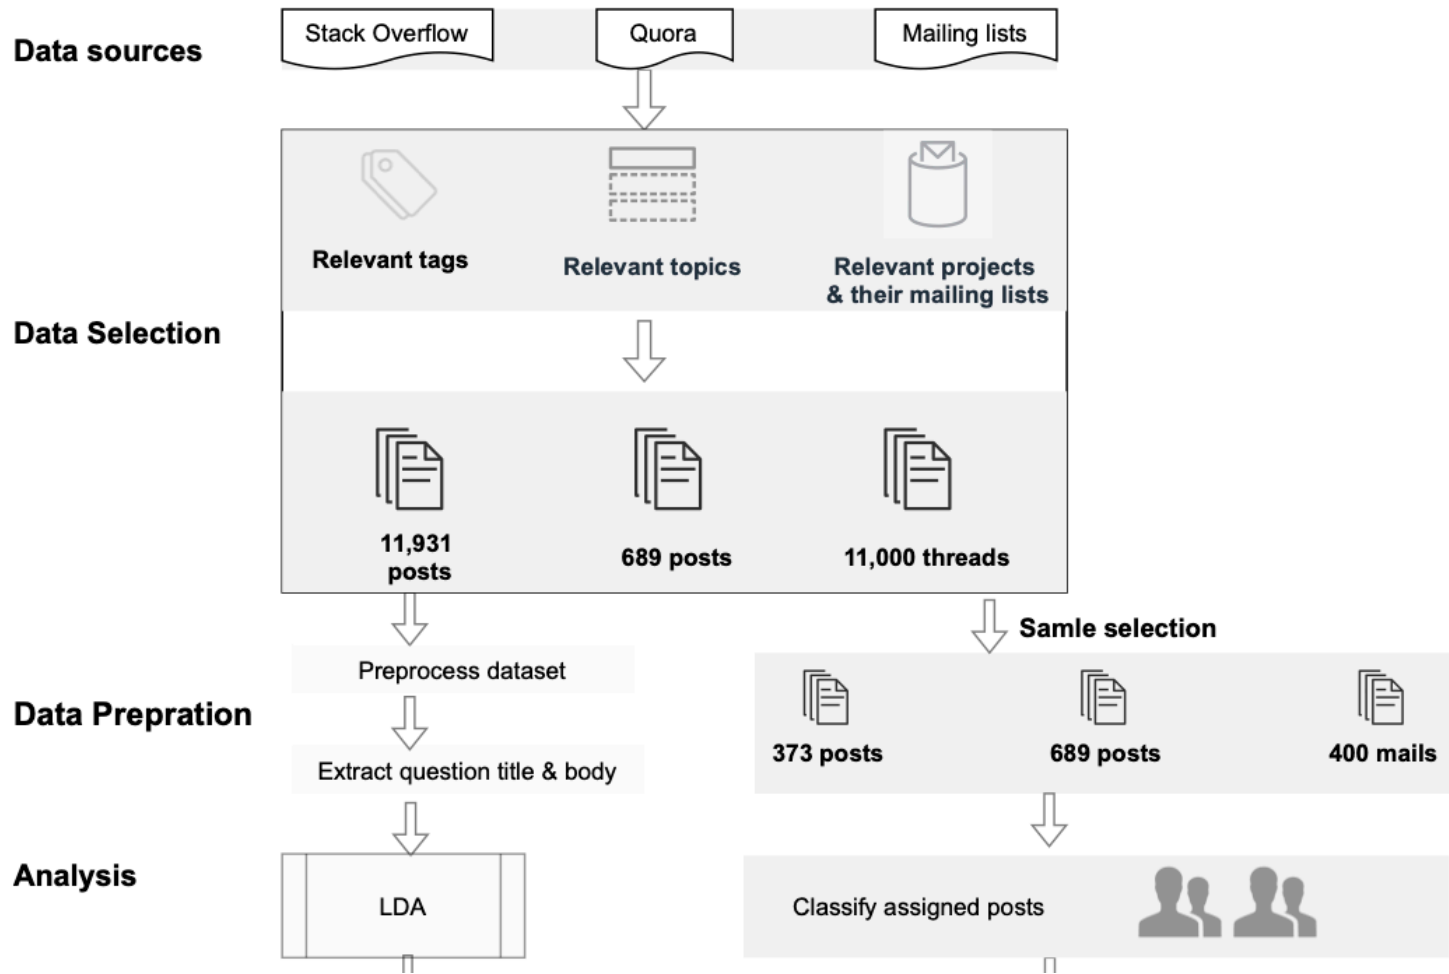 Data sources
Stack Overflow
Quora
Mailing lists
Data Selection
Relevant tags
Relevant topics
Relevant projects
& their mailing lists
11,931
posts
689 posts
11,000 threads
Samle selection
Data Prepration
Preprocess dataset
Extract question title & body
373 posts
689 posts
400 mails
Analysis
LDA
Classify assigned posts